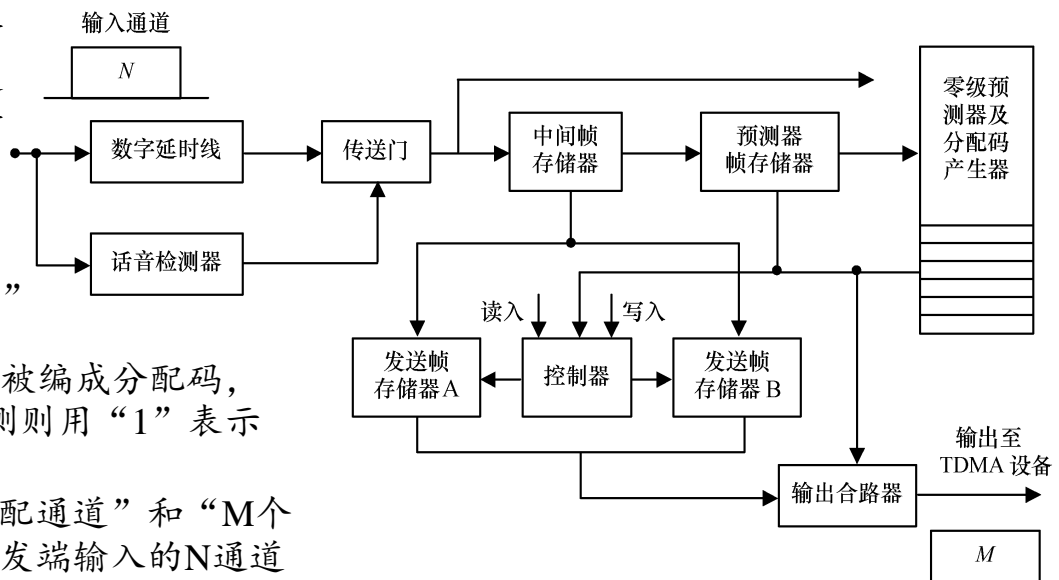 输入通道
N
数字延时线
传送门
中间帧
存储器
预测器
帧存储器
零级预
测器及
分配码
产生器
话音检测器
”
读入
写入
被编成分配码，
发送帧
存储器A
控制器
发送帧
存储器B
测则用“1”表示
输出至
TDMA 设备
配通道”和“M个
输出合路器
发端输入的N通道
M